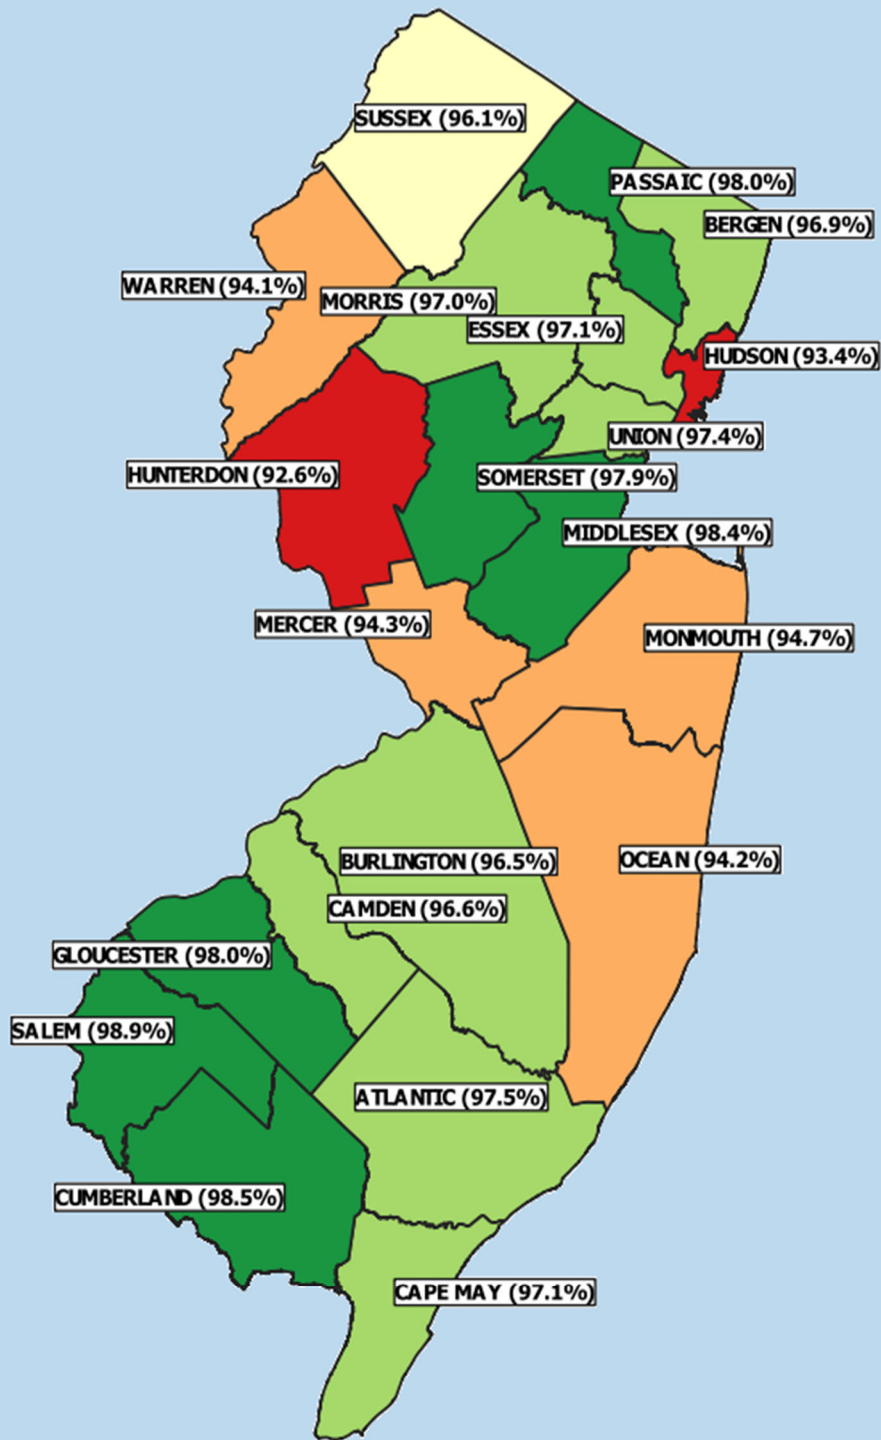 SUSSEX (96.1%)
PASSAIC (98.0%)
BERGEN (96.9%)
WARREN (94.1%)
MORRIS (97.0%)
ESSEX (97.1%)
HUDSON (93.4%)
UNION (97.4%)
HUNTERDON (92.6%)
SOMERSET (97.9%)
MIDDLESEX (98.4%)
MERCER (94.3%)
MONMOUTH (94.7%)
BURLINGTON (96.5%)
OCEAN (94.2%)
CAMDEN (96.6%)
GLOUCESTER (98.0%)
SALEM (98.9%)
ATLANTIC (97.5%)
CUMBERLAND (98.5%)
CAPE MAY (97.1%)